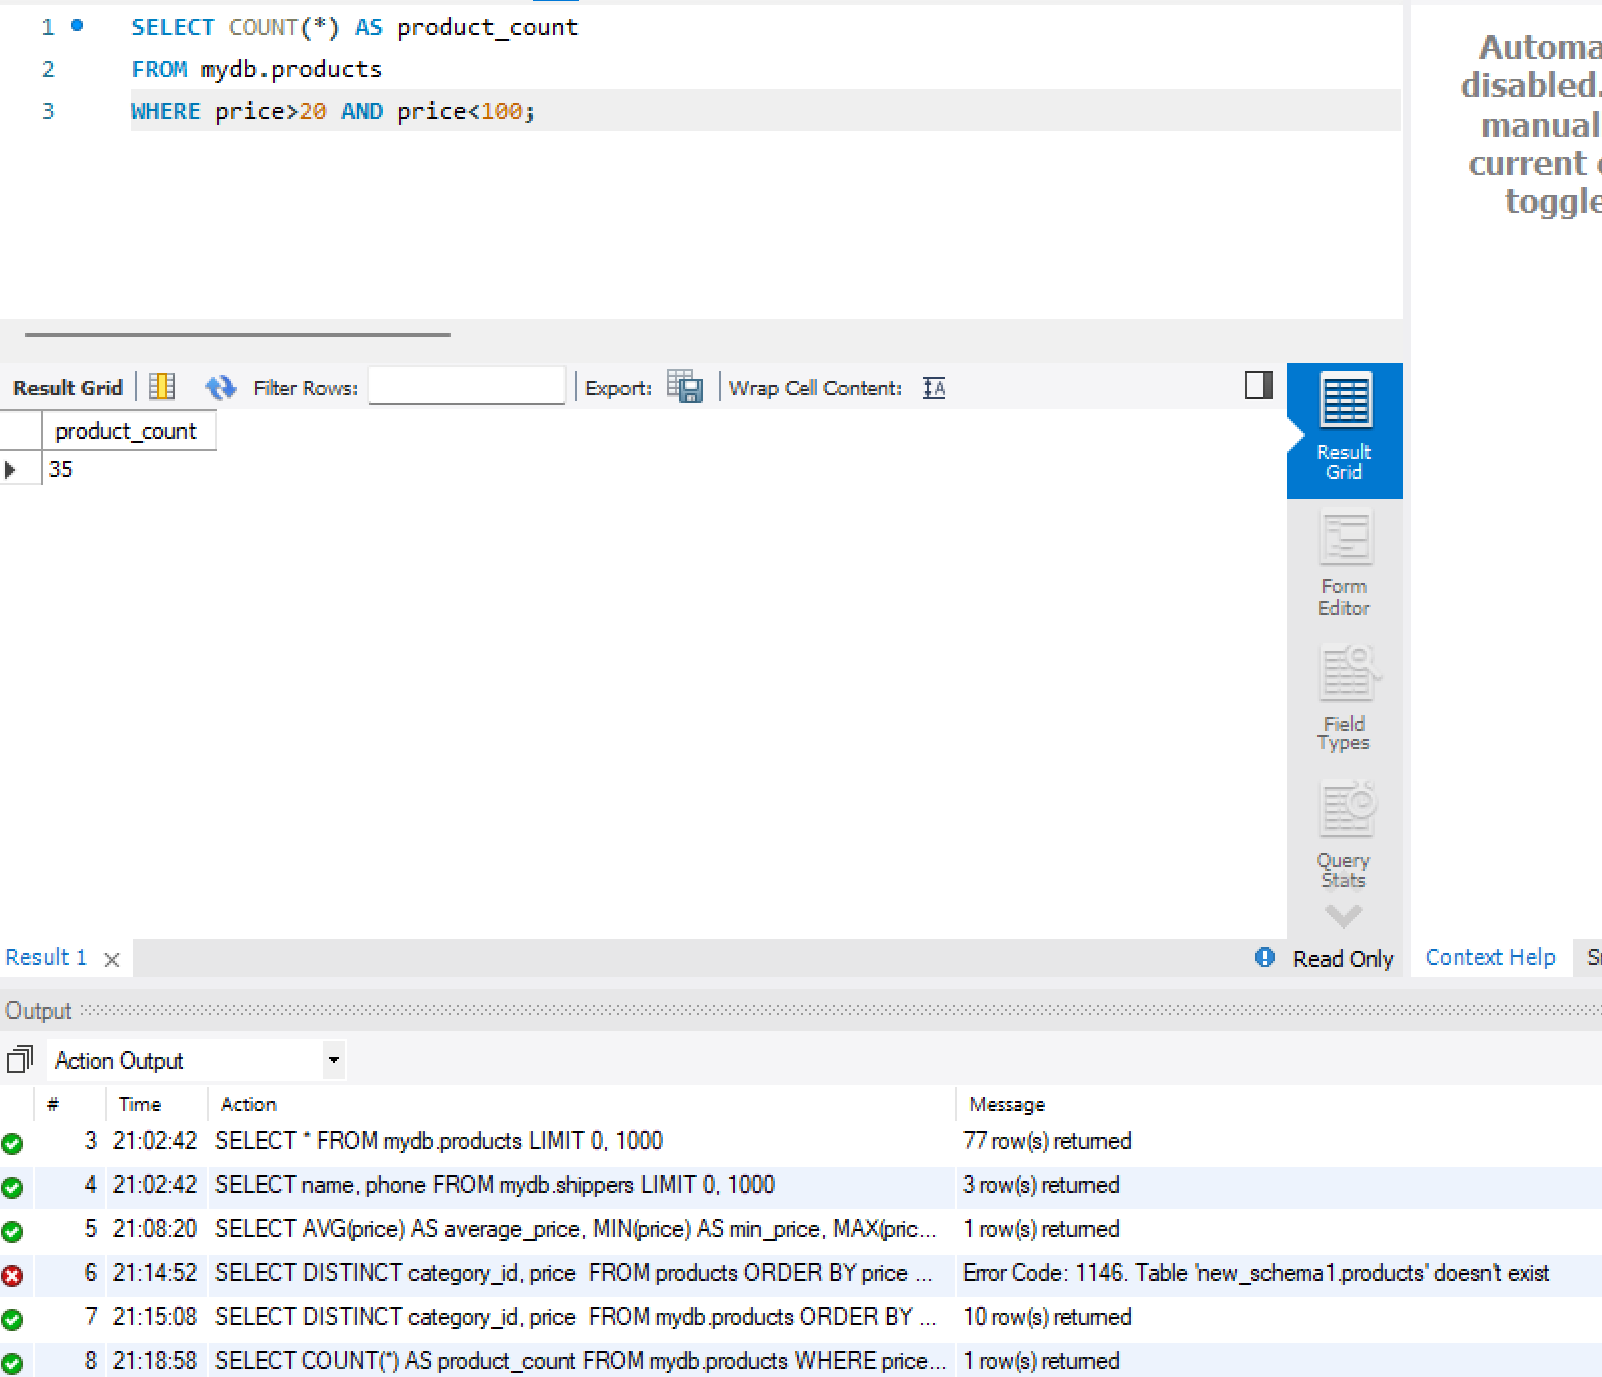 1 SELECT COUNT(*) AS product_count
2 FROM mydb.products
3 WHERE price>20 AND price<100;
disabled.
manual
current
toggle
Result Grid Filter Rows: Export: Wrap Cell Content:
product_count
35
Result
Grid
Form
Editor
Field
Types
Query
Stats
Result 1 Read Only Context Help
Output
Action Output
# Time Action Message
3 21:02:42 SELECT * FROM mydb.products LIMIT 0, 1000 77 row(s) returned
4 21:02:42 SELECT name, phone FROM mydb.shippers LIMIT 0, 1000 3 row(s) returned
5 21:08:20 SELECT AVG(price) AS average_price, MIN(price) AS min_price, MAX(pric... 1 row(s) returned
6 21:14:52 SELECT DISTINCT category_id, price FROM products ORDER BY price ... Error Code: 1146. Table 'new_schema1.products' doesn't exist
7 21:15:08 SELECT DISTINCT category_id, price FROM mydb.products ORDER BY ... 10 row(s) returned
8 21:18:58 SELECT COUNT(*) AS product_count FROM mydb.products WHERE price... 1 row(s) returned